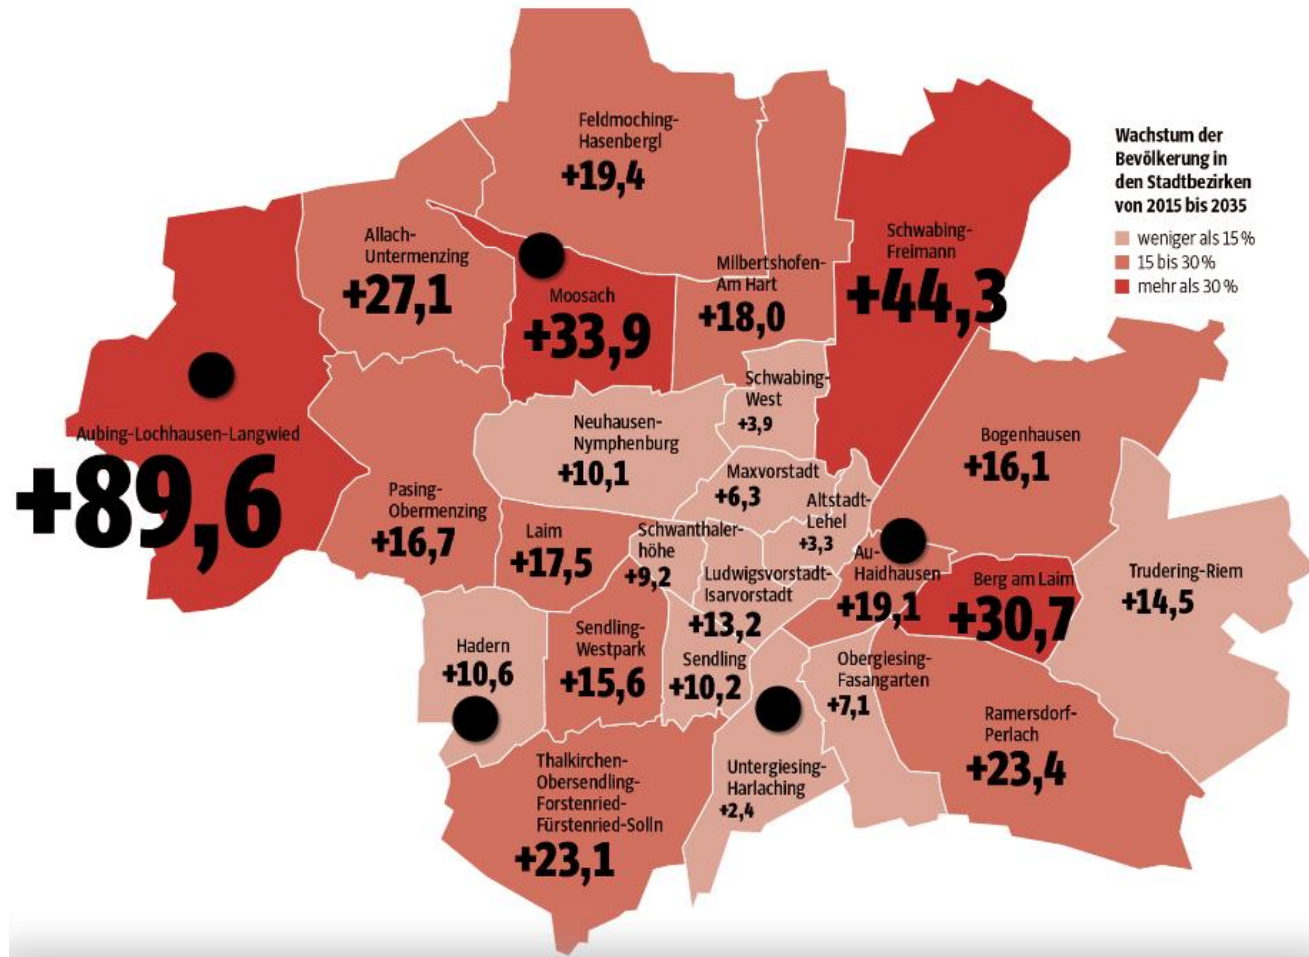 Feldmoching-
Hasenbergl
+19,4
Wachstum der
Bevölkerung in
den Stadtbezirken
von 2015 bis 2035
weniger als 15 %
15 bis 30 %
mehr als 30 %
Allach-
Untermenzing
+27,1
Moosach
+33,9
Milbertshofen-
Am Hart
+18,0
Schwabing-
Freimann
+44,3
Aubing-Lochhausen-Langwied
+89,6
Pasing-
Obermenzing
+16,7
Neuhausen-
Nymphenburg
+10,1
Schwabing-
West
+3,9
Maxvorstadt
+6,3
Altstadt-
Lehel
+3,3
Bogenhausen
+16,1
Laim
+17,5
Schwanthaler-
höhe
+9,2
Ludwigsvorstadt-
Isarvorstadt
+13,2
Au-
Haidhausen
+19,1
Berg am Laim
+30,7
Trudering-Riem
+14,5
Hadern
+10,6
Sendling-
Westpark
+15,6
Sendling
+10,2
Obergiesing-
Fasangarten
+7,1
Ramersdorf-
Perlach
+23,4
Untergiesing-
Harlaching
+2,4
Thalkirchen-
Obersendling-
Forstenried-
Fürstenried-Solln
+23,1